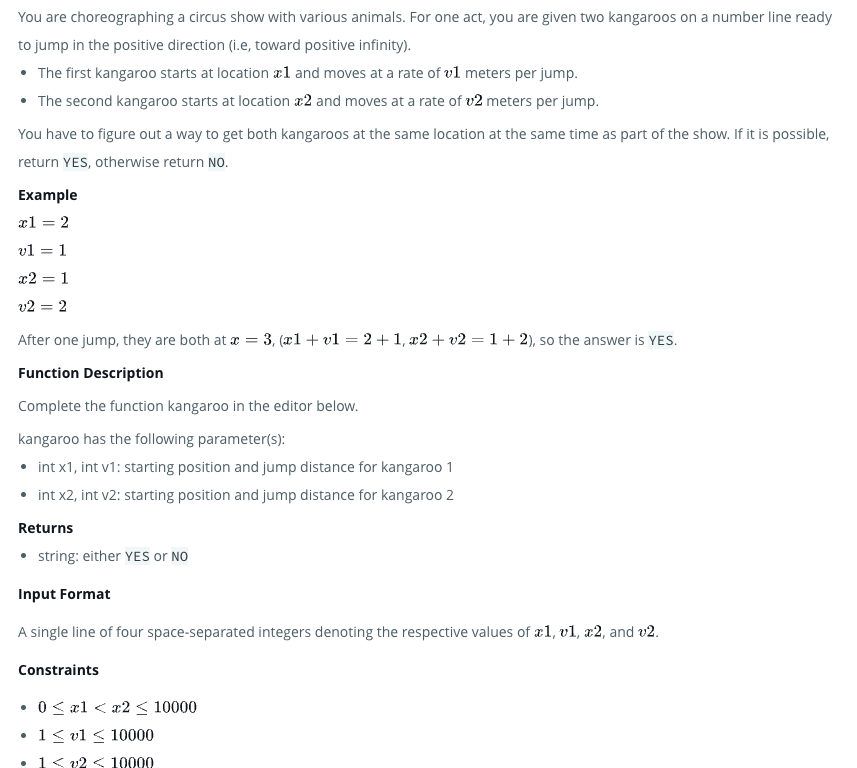 You are choreographing a circus show with various animals. For one act, you are given two kangaroos on a number line ready
to jump in the positive direction (i.e, toward positive infinity).
• The first kangaroo starts at location x1 and moves at a rate of v1 meters per jump.
• The second kangaroo starts at location x2 and moves at a rate of v2 meters per jump.
You have to figure out a way to get both kangaroos at the same location at the same time as part of the show. If it is possible,
return YES, otherwise return NO.
Example
x1 = 2
v1 = 1
x2 = 1
v2 = 2
After one jump, they are both at x = 3, (x1 + v1 = 2 + 1, x2 + v2 = 1 + 2), so the answer is YES.
Function Description
Complete the function kangaroo in the editor below.
kangaroo has the following parameter(s):
• int x1, int v1: starting position and jump distance for kangaroo 1
• int x2, int v2: starting position and jump distance for kangaroo 2
Returns
• string: either YES or NO
Input Format
A single line of four space-separated integers denoting the respective values of x1, v1, x2, and v2.
Constraints
• 0 ≤ x1 < x2 ≤ 10000
• 1 ≤ v1 ≤ 10000
• 1 ≤ v2 ≤ 10000